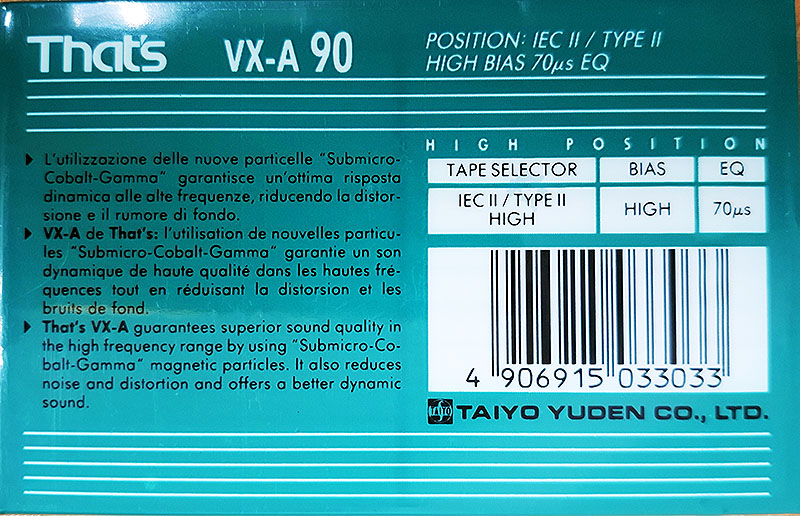 That's VX-A 90
POSITION: IEC II / TYPE II
HIGH BIAS 70µs EQ
▶ L'utilizzazione delle nuove particelle "Submicro-
Cobalt-Gamma" garantisce un'ottima risposta
dinamica alle alte frequenze, riducendo la distor-
sione e il rumore di fondo.
▶ VX-A de That's: l'utilisation de nouvelles particu-
les "Submicro-Cobalt-Gamma" garantie un son
dynamique de haute qualité dans les hautes fré-
quences tout en réduisant la distorsion et les
bruits de fond.
▶ That's VX-A guarantees superior sound quality in
the high frequency range by using "Submicro-Co-
balt-Gamma" magnetic particles. It also reduces
noise and distortion and offers a better dynamic
sound.
HIGH POSITION
TAPE SELECTOR BIAS EQ
IEC II / TYPE II
HIGH
HIGH 70µs
4 906915 033033
TAIYO YUDEN CO., LTD.